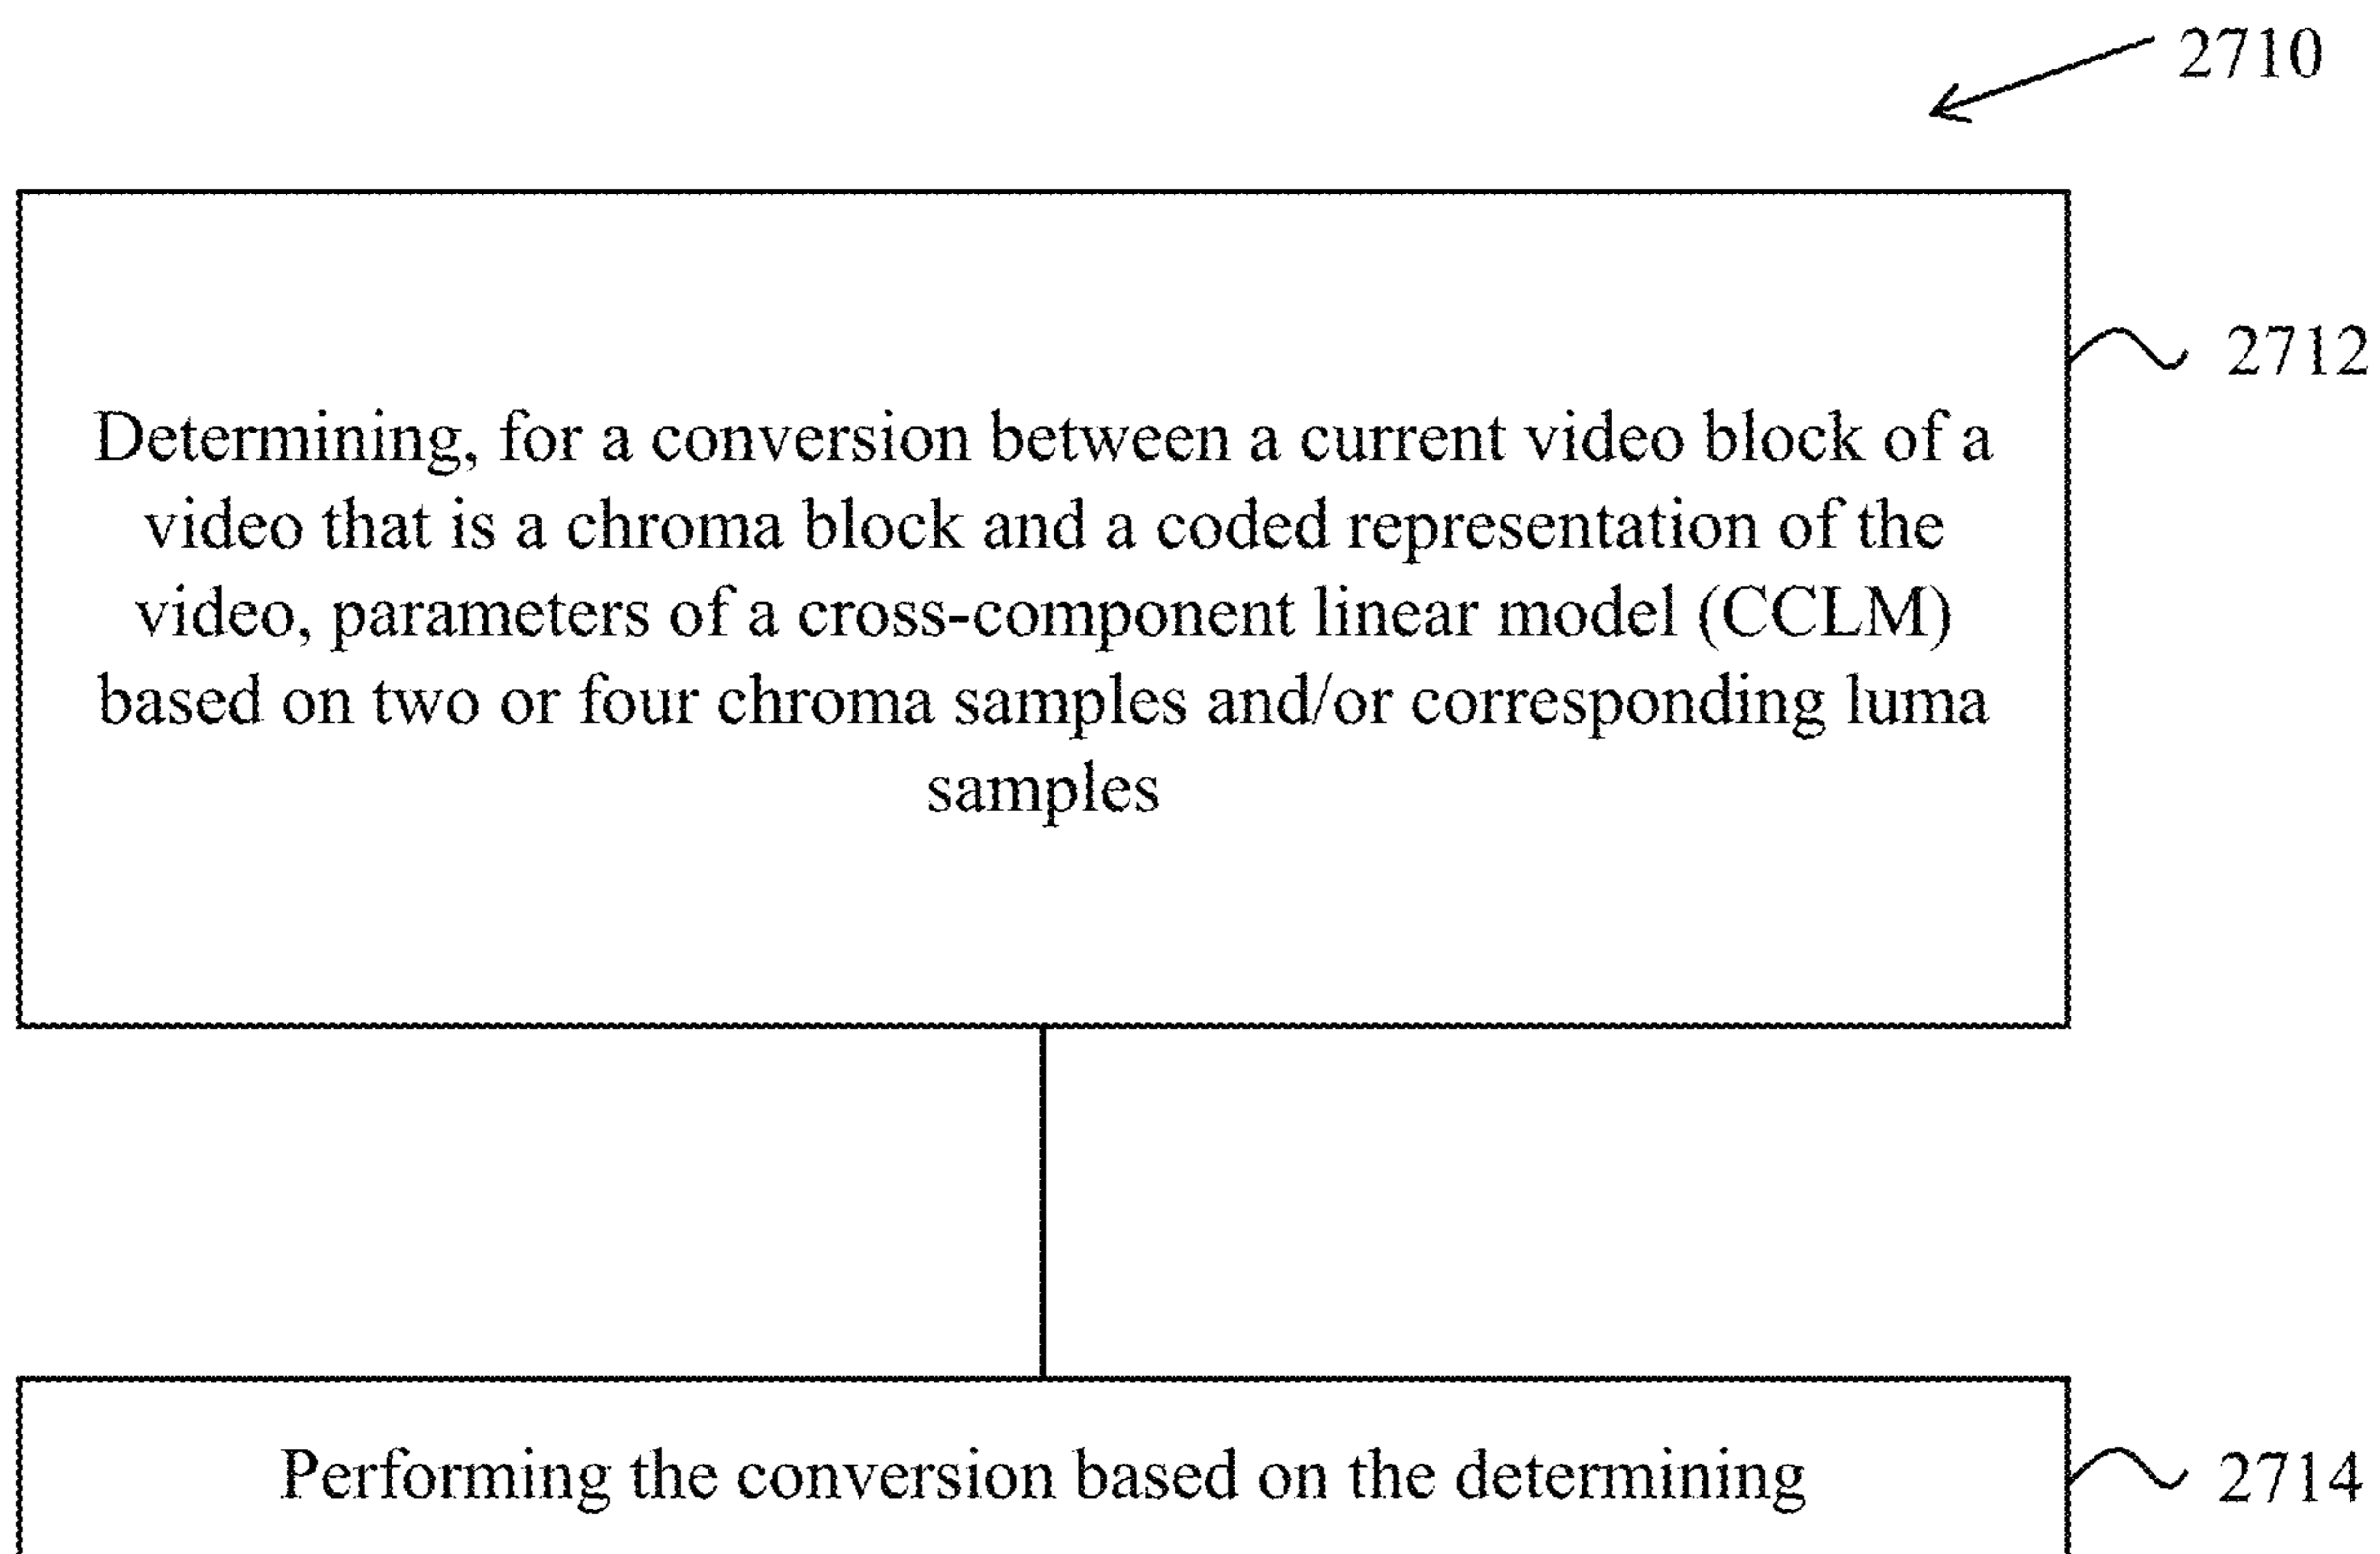 2710
2712
Determining, for a conversion between a current video block of a
video that is a chroma block and a coded representation of the
video, parameters of a cross-component linear model (CCLM)
based on two or four chroma samples and/or corresponding luma
samples
Performing the conversion based on the determining
2714